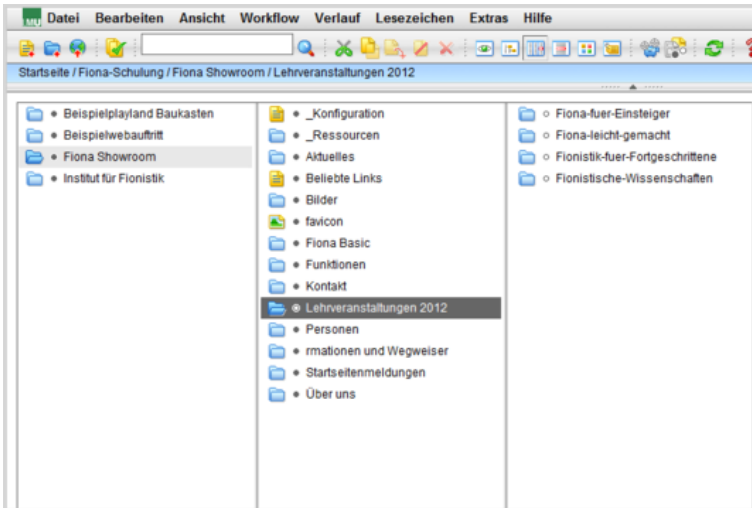 MU Datei Bearbeiten Ansicht Workflow Verlauf Lesezeichen Extras Hilfe
Startseite / Fiona-Schulung / Fiona Showroom / Lehrveranstaltungen 2012
Beispielplayland Baukasten
Beispielwebauftritt
Fiona Showroom
Institut für Fionistik
_Konfiguration
_Ressourcen
Aktuelles
Beliebte Links
Bilder
favicon
Fiona Basic
Funktionen
Kontakt
Lehrveranstaltungen 2012
Personen
rmationen und Wegweiser
Startseitenmeldungen
Über uns
Fiona-fuer-Einsteiger
Fiona-leicht-gemacht
Fionistik-fuer-Fortgeschrittene
Fionistische-Wissenschaften